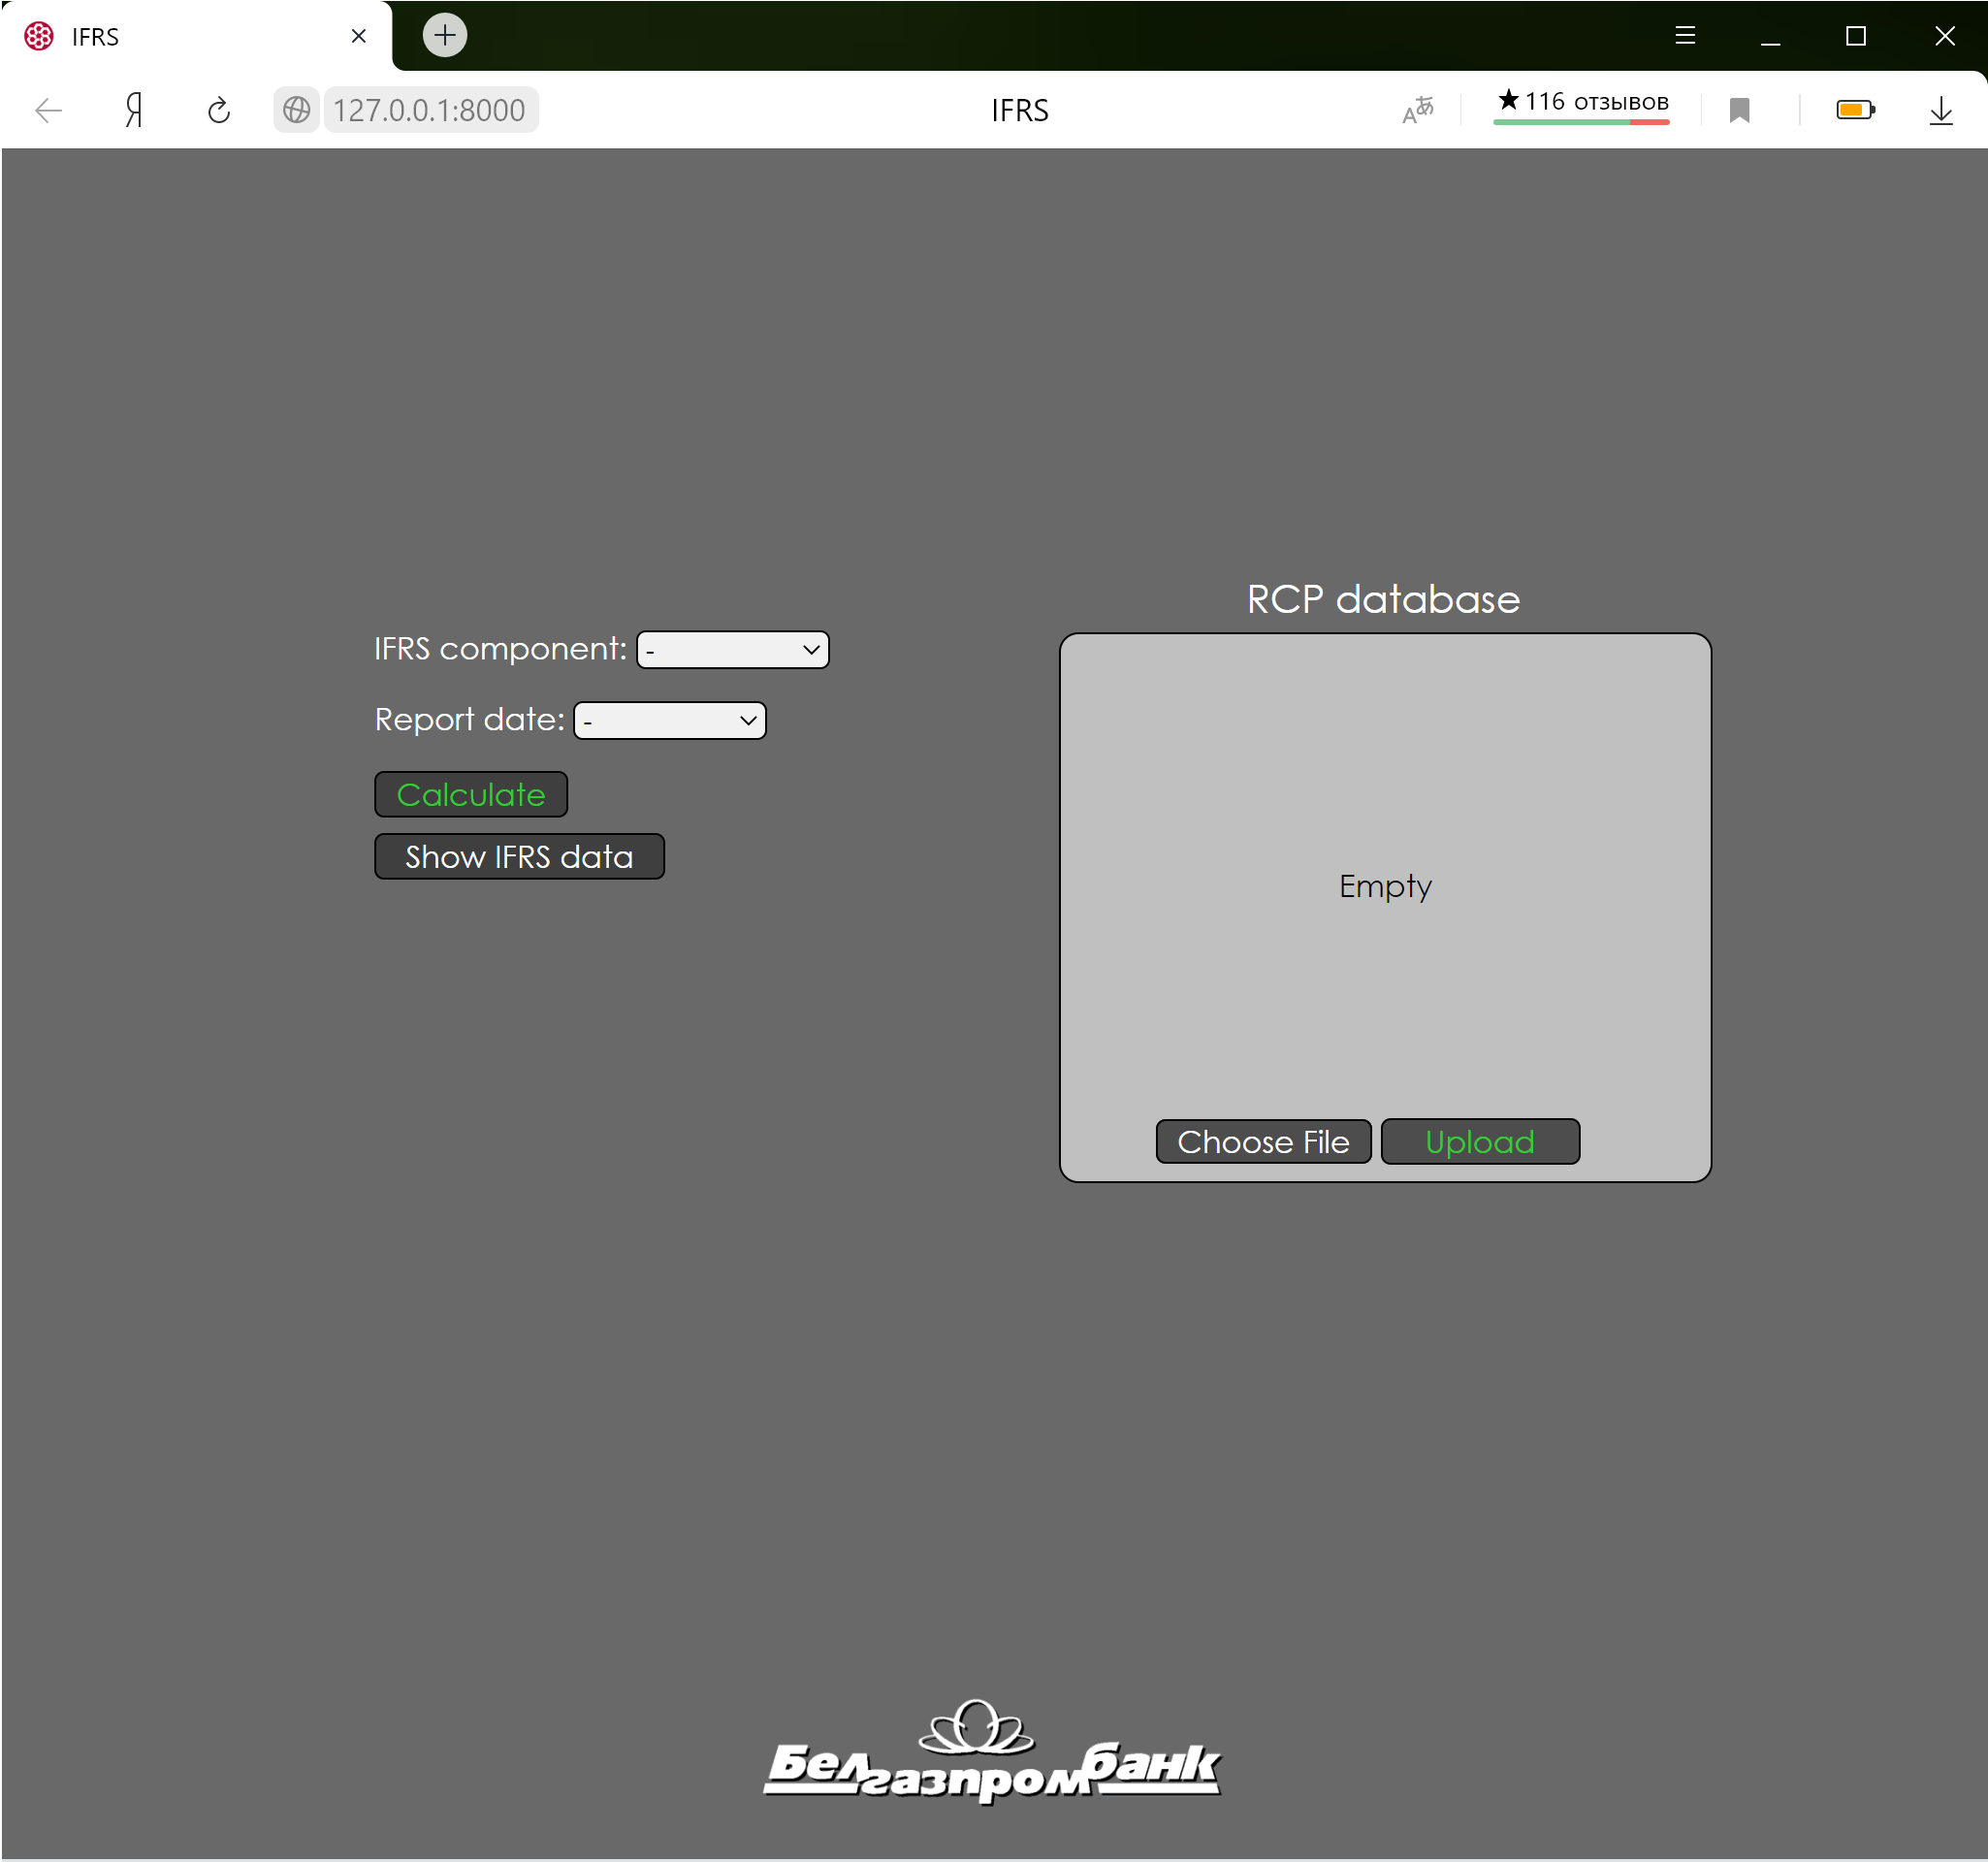 IFRS
Я
127.0.0.1:8000
IFRS
★ 116 отзывов
RCP database
IFRS component: -
Report date: -
Calculate
Show IFRS data
Empty
Choose File
Upload
Белгазпромбанк